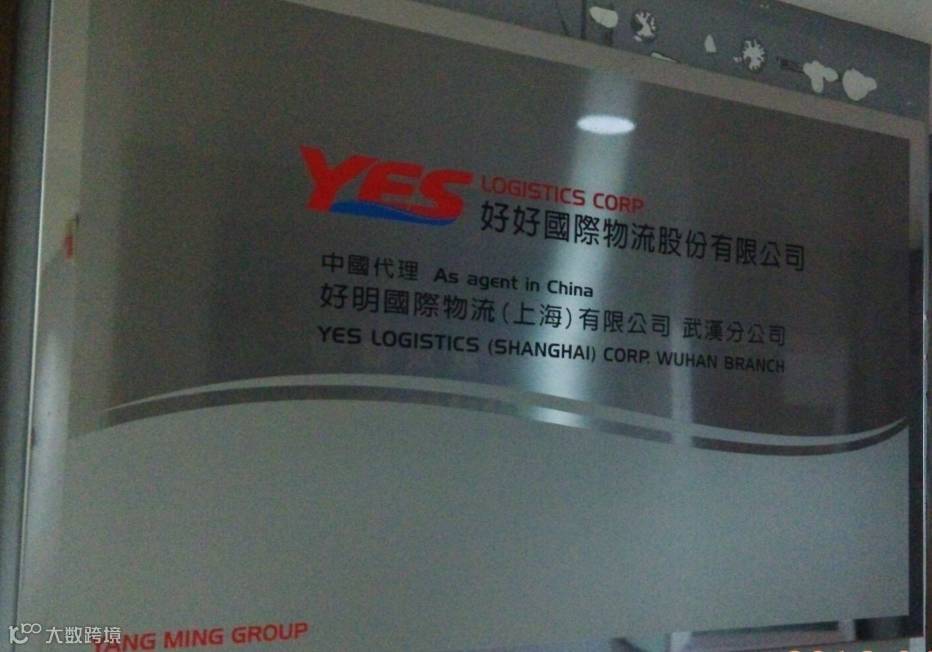 YES LOGISTICS CORP
好好國際物流股份有限公司
中國代理 As agent in China
好明國際物流(上海)有限公司 武漢分公司
YES LOGISTICS (SHANGHAI) CORP. WUHAN BRANCH
YANG MING GROUP
大数跨境